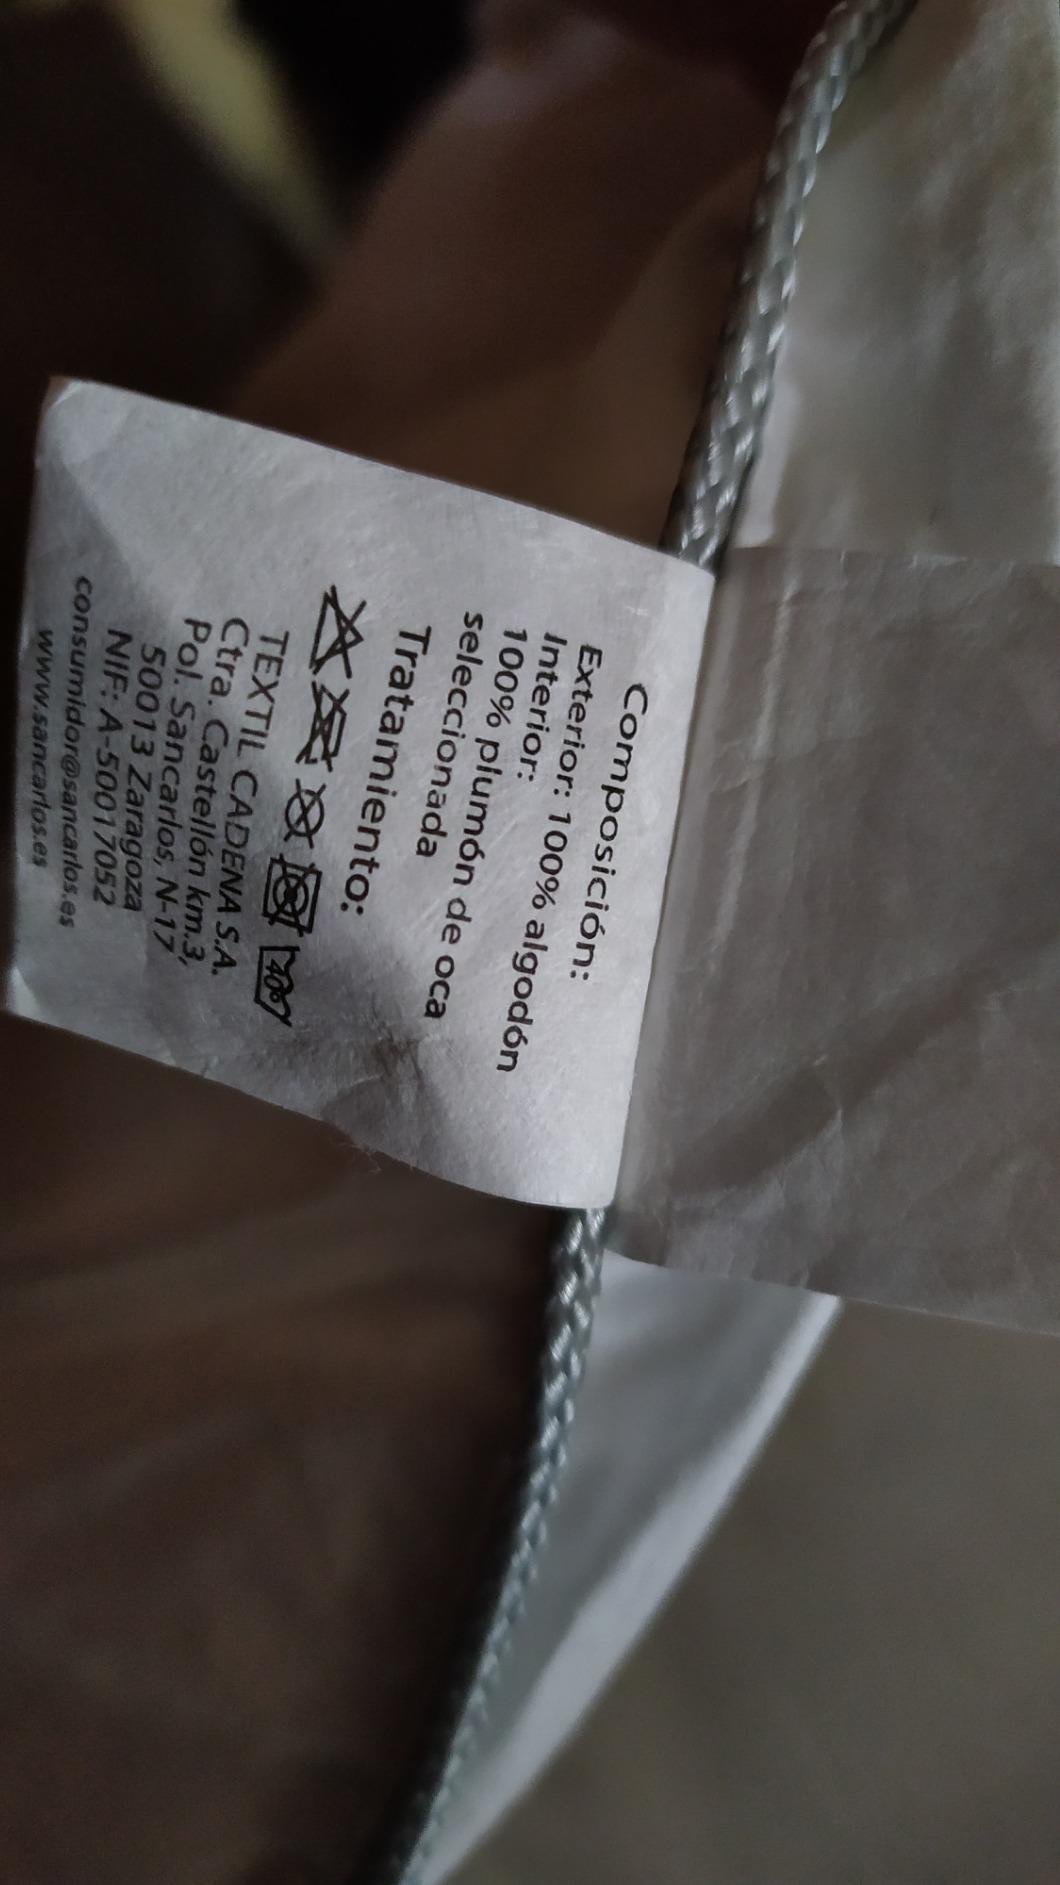 Composición:
Exterior: 100% algodón
Interior:
100% plumón de oca
seleccionada
Tratamiento:
40°
TEXTIL CADENA S.A.
Ctra. Castellón km.3,
Pol. Sancarlos, N-17
50013 Zaragoza
NIF: A-50017052
consumidor@sancarlos.es
www.sancarlos.es